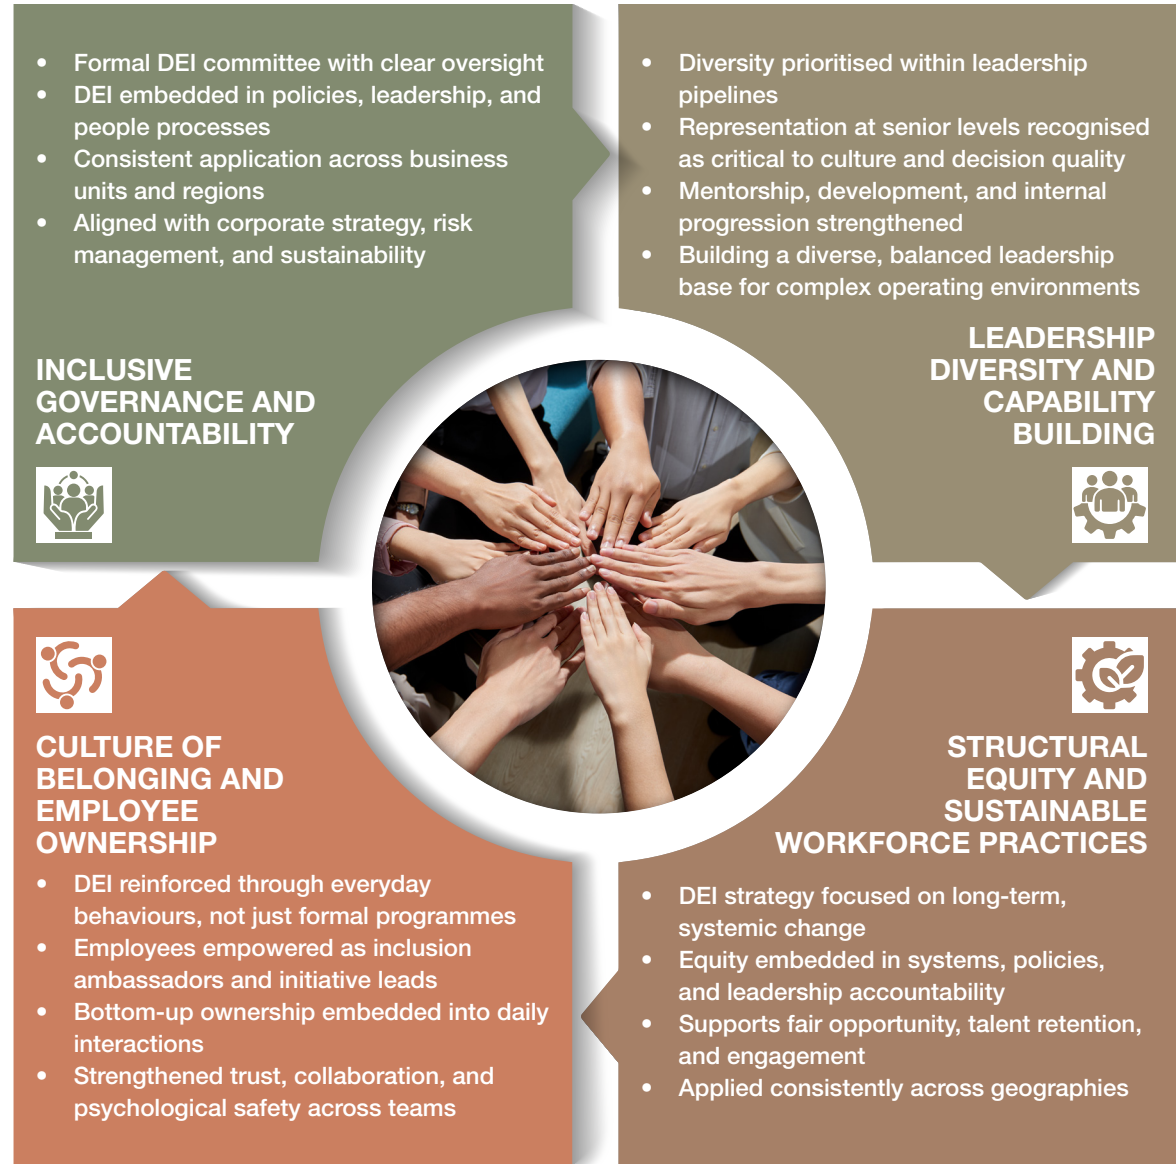 • Formal DEI committee with clear oversight
• DEI embedded in policies, leadership, and
people processes
• Consistent application across business
units and regions
• Aligned with corporate strategy, risk
management, and sustainability
INCLUSIVE
GOVERNANCE AND
ACCOUNTABILITY
• Diversity prioritised within leadership
pipelines
• Representation at senior levels recognised
as critical to culture and decision quality
• Mentorship, development, and internal
progression strengthened
• Building a diverse, balanced leadership
base for complex operating environments
LEADERSHIP
DIVERSITY AND
CAPABILITY
BUILDING
CULTURE OF
BELONGING AND
EMPLOYEE
OWNERSHIP
• DEI reinforced through everyday
behaviours, not just formal programmes
• Employees empowered as inclusion
ambassadors and initiative leads
• Bottom-up ownership embedded into daily
interactions
• Strengthened trust, collaboration, and
psychological safety across teams
STRUCTURAL
EQUITY AND
SUSTAINABLE
WORKFORCE PRACTICES
• DEI strategy focused on long-term,
systemic change
• Equity embedded in systems, policies,
and leadership accountability
• Supports fair opportunity, talent retention,
and engagement
• Applied consistently across geographies